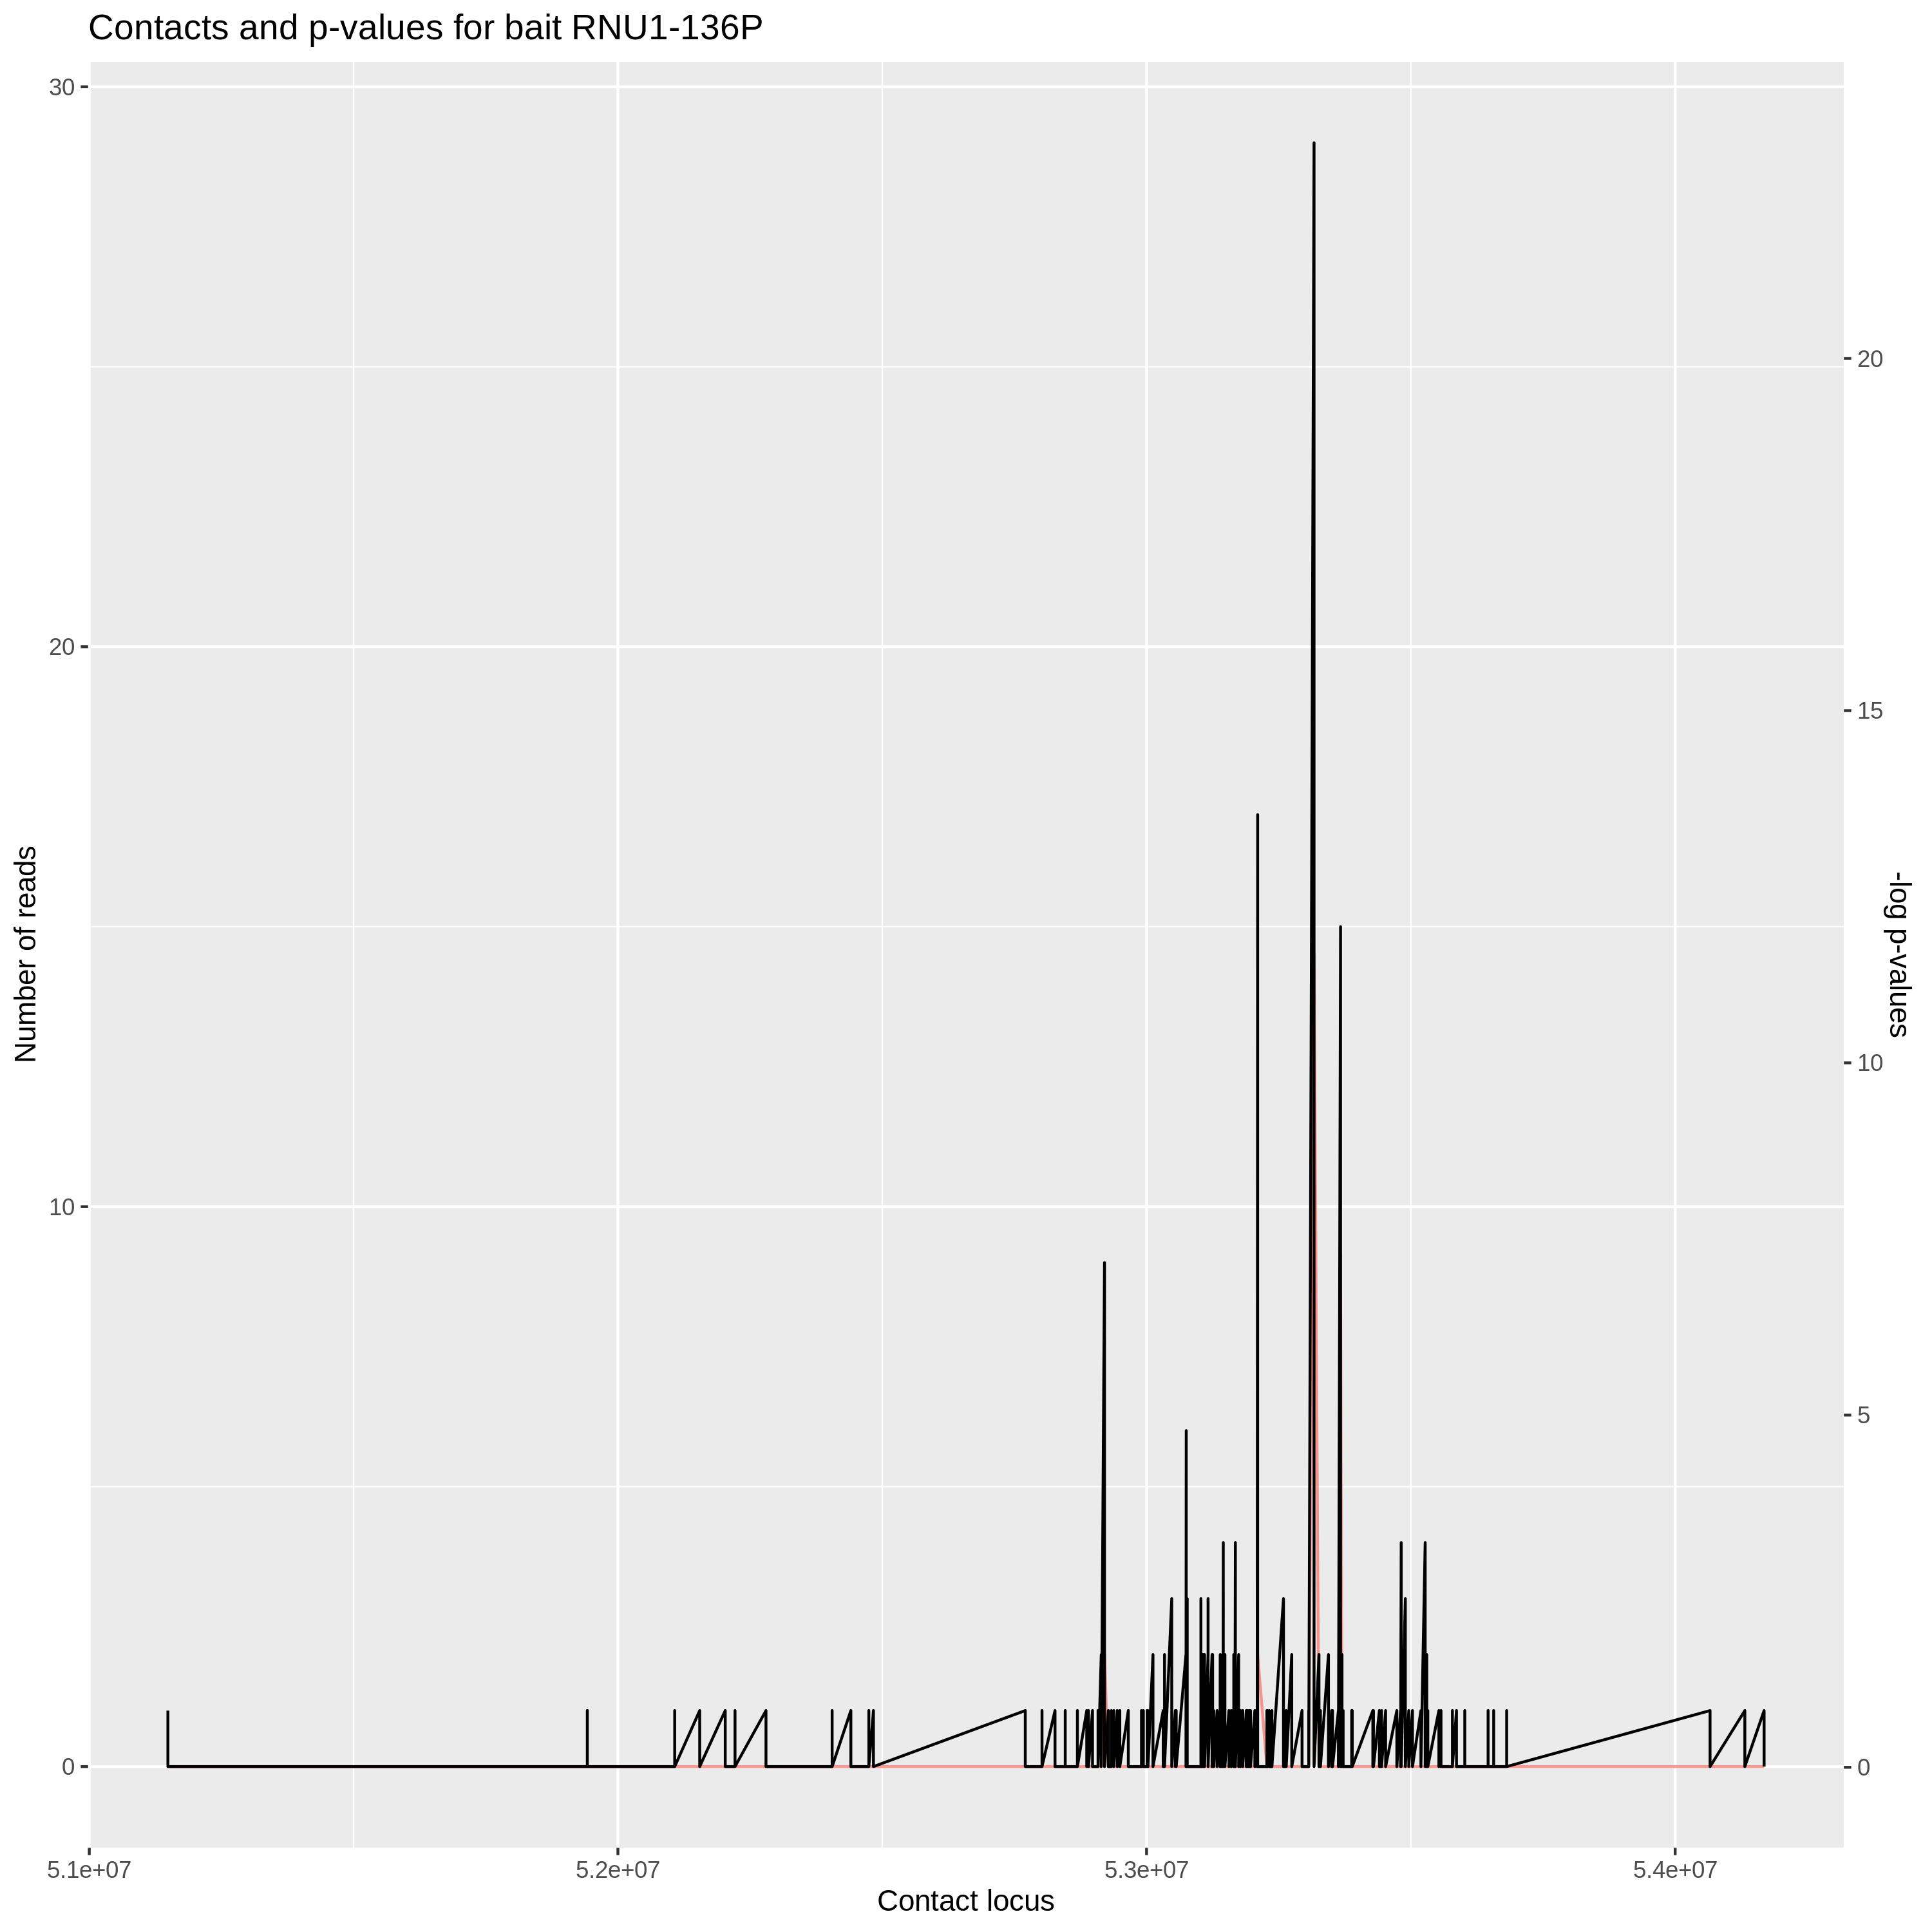 Contacts and p-values for bait RNU1-136P
30
20
10
0
Number of reads
20
15
10
5
0
-log p-values
5.1e+07
5.2e+07
5.3e+07
5.4e+07
Contact locus